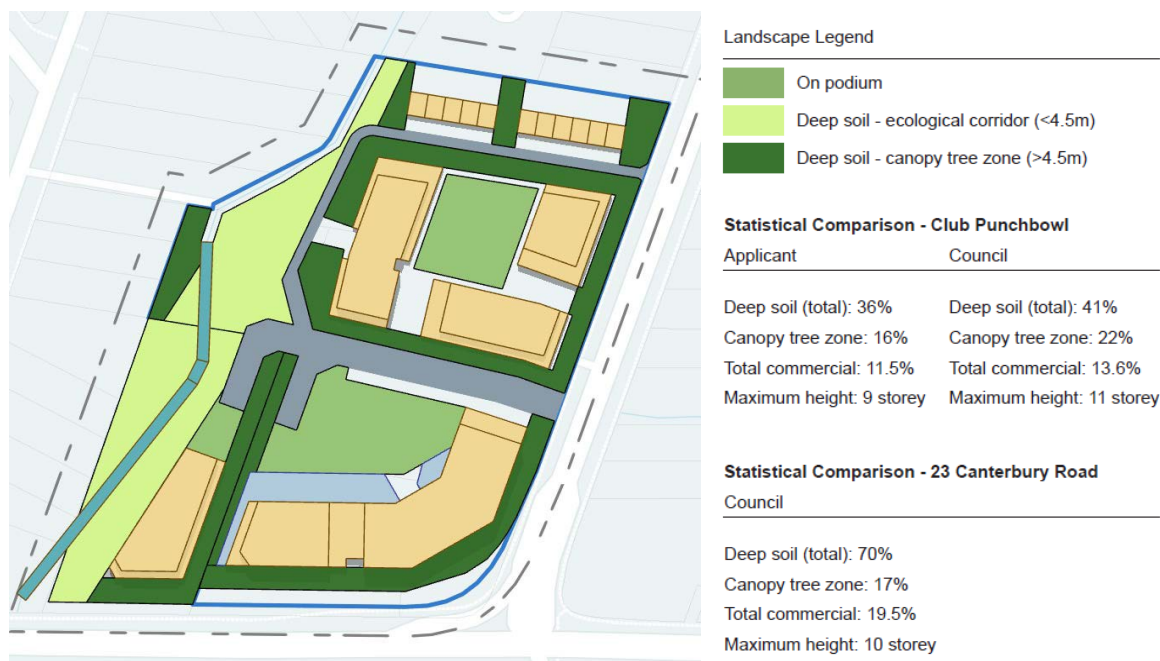 Landscape Legend
On podium
Deep soil - ecological corridor (<4.5m)
Deep soil - canopy tree zone (>4.5m)
Statistical Comparison - Club Punchbowl
Applicant Council
Deep soil (total): 36% Deep soil (total): 41%
Canopy tree zone: 16% Canopy tree zone: 22%
Total commercial: 11.5% Total commercial: 13.6%
Maximum height: 9 storey Maximum height: 11 storey
Statistical Comparison - 23 Canterbury Road
Council
Deep soil (total): 70%
Canopy tree zone: 17%
Total commercial: 19.5%
Maximum height: 10 storey